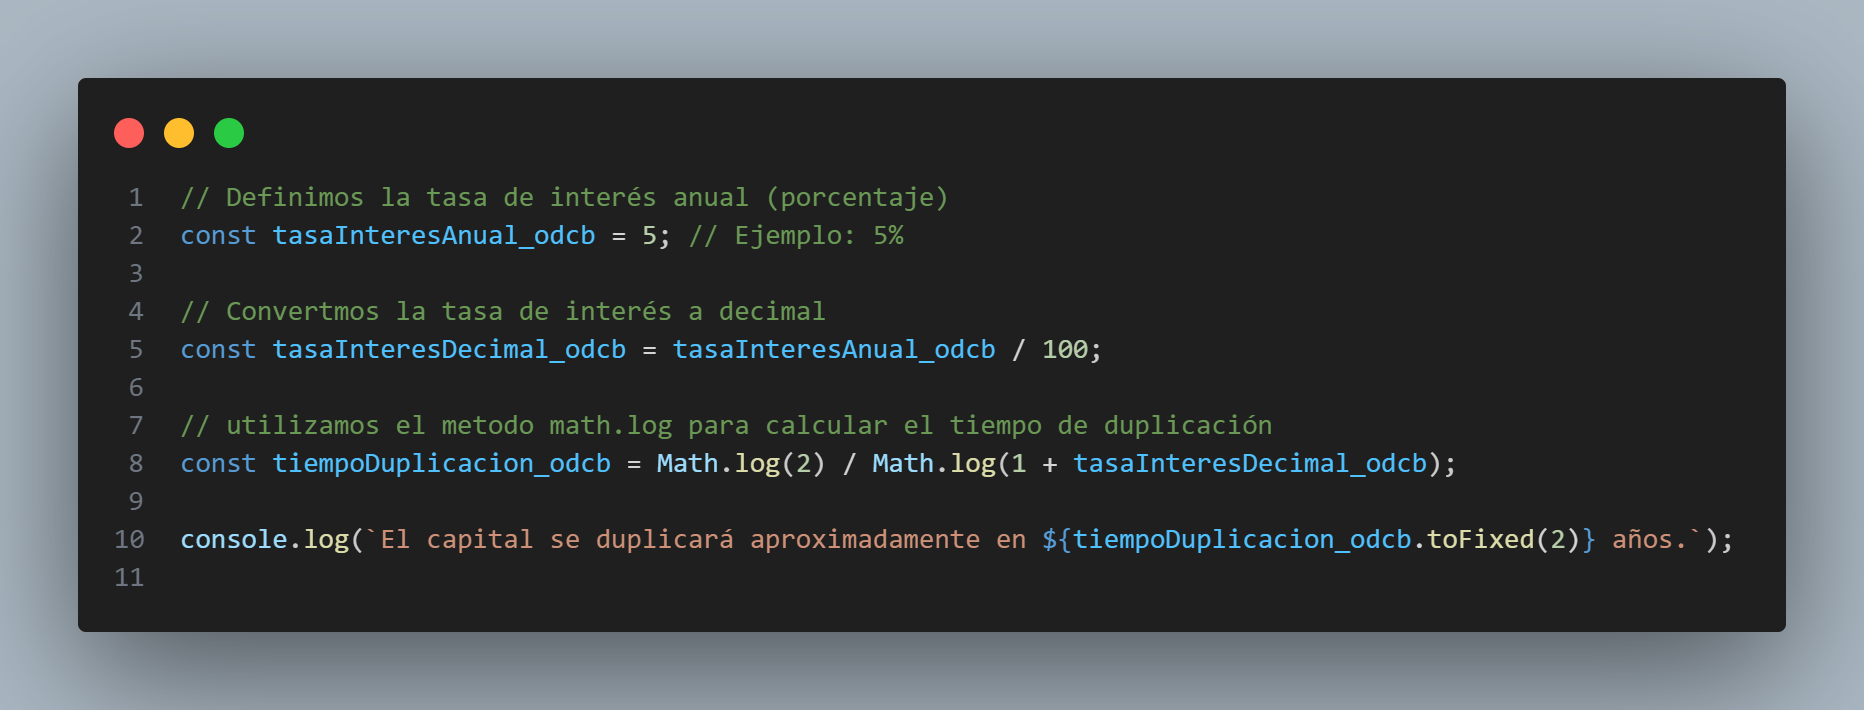 1 // Definimos la tasa de interés anual (porcentaje)
2 const tasaInteresAnual_odcb = 5; // Ejemplo: 5%
3
4 // Convertmos la tasa de interés a decimal
5 const tasaInteresDecimal_odcb = tasaInteresAnual_odcb / 100;
6
7 // utilizamos el metodo math.log para calcular el tiempo de duplicación
8 const tiempoDuplicacion_odcb = Math.log(2) / Math.log(1 + tasaInteresDecimal_odcb);
9
10 console.log(`El capital se duplicará aproximadamente en ${tiempoDuplicacion_odcb.toFixed(2)} años.`);
11